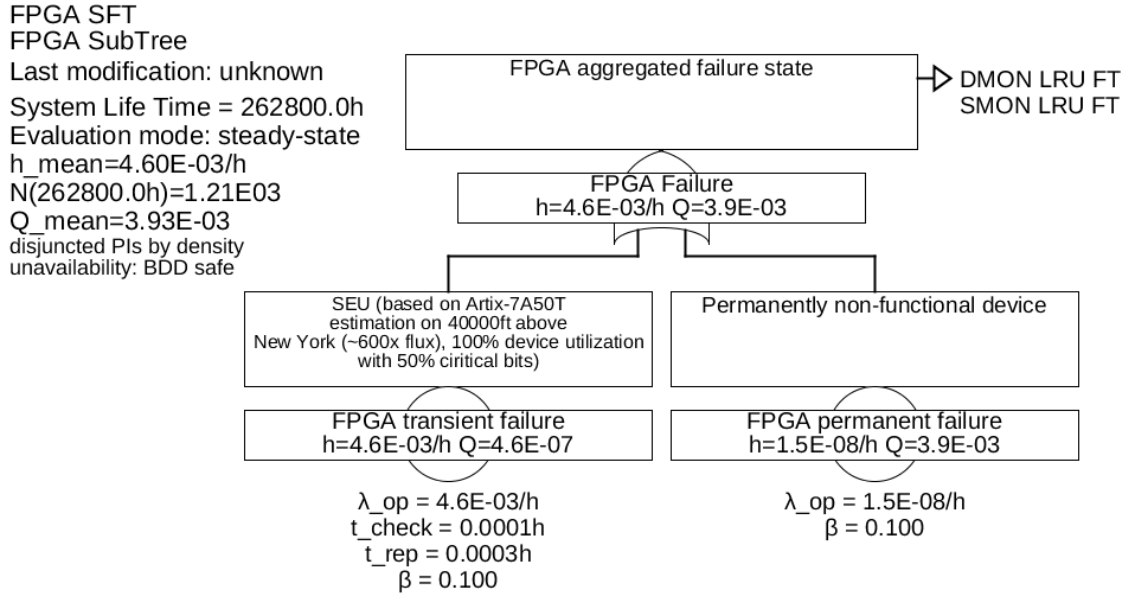 FPGA SFT
FPGA SubTree
Last modification: unknown
System Life Time = 262800.0h
Evaluation mode: steady-state
h_mean=4.60E-03/h
N(262800.0h)=1.21E03
Q_mean=3.93E-03
disjuncted PIs by density
unavailability: BDD safe
FPGA aggregated failure state
DMON LRU FT
SMON LRU FT
FPGA Failure
h=4.6E-03/h Q=3.9E-03
SEU (based on Artix-7A50T
estimation on 40000ft above
New York (~600x flux), 100% device utilization
with 50% ciritical bits)
Permanently non-functional device
FPGA transient failure
h=4.6E-03/h Q=4.6E-07
FPGA permanent failure
h=1.5E-08/h Q=3.9E-03
λ_op = 4.6E-03/h
t_check = 0.0001h
t_rep = 0.0003h
β = 0.100
λ_op = 1.5E-08/h
β = 0.100